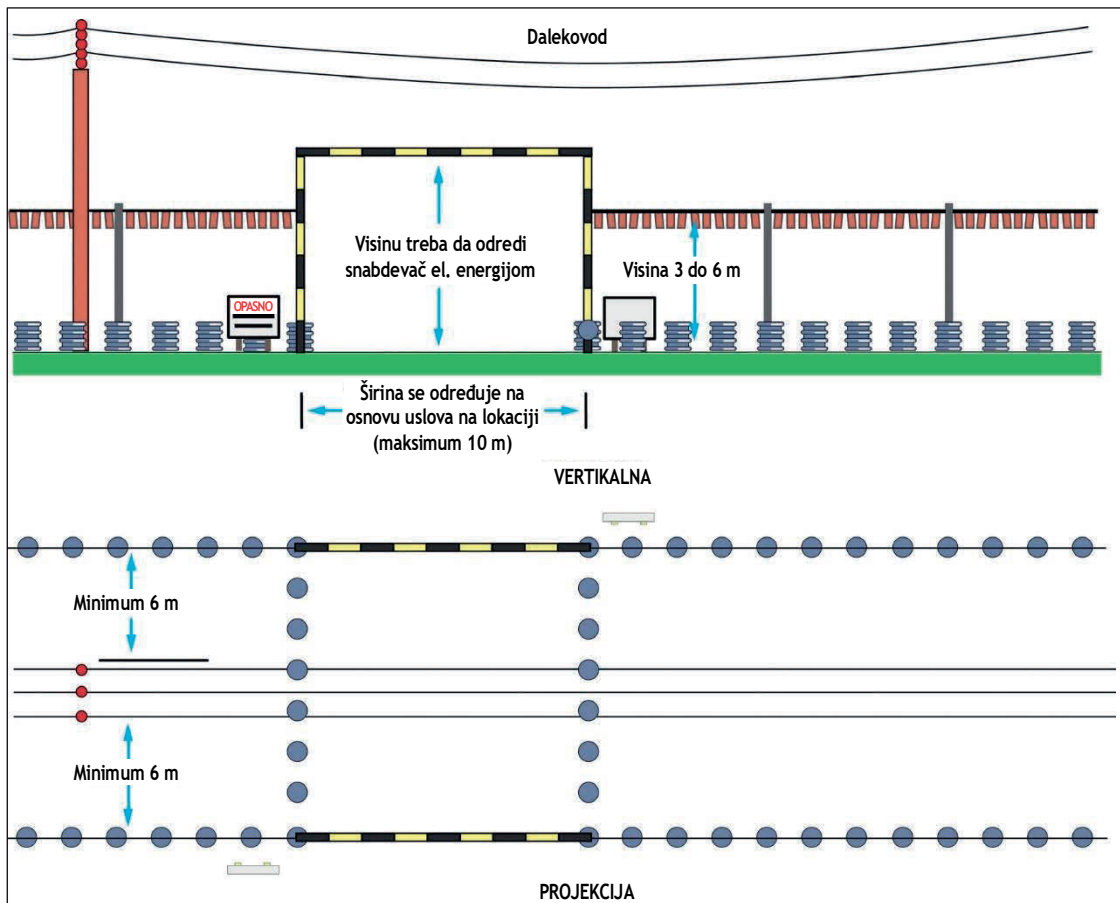 Dalekovod
Visinu treba da odredi
snabdevač el. energijom
Visina 3 do 6 m
OPASNO
Širina se određuje na
osnovu uslova na lokaciji
(maksimum 10 m)
VERTIKALNA
Minimum 6 m
Minimum 6 m
PROJEKCIJA